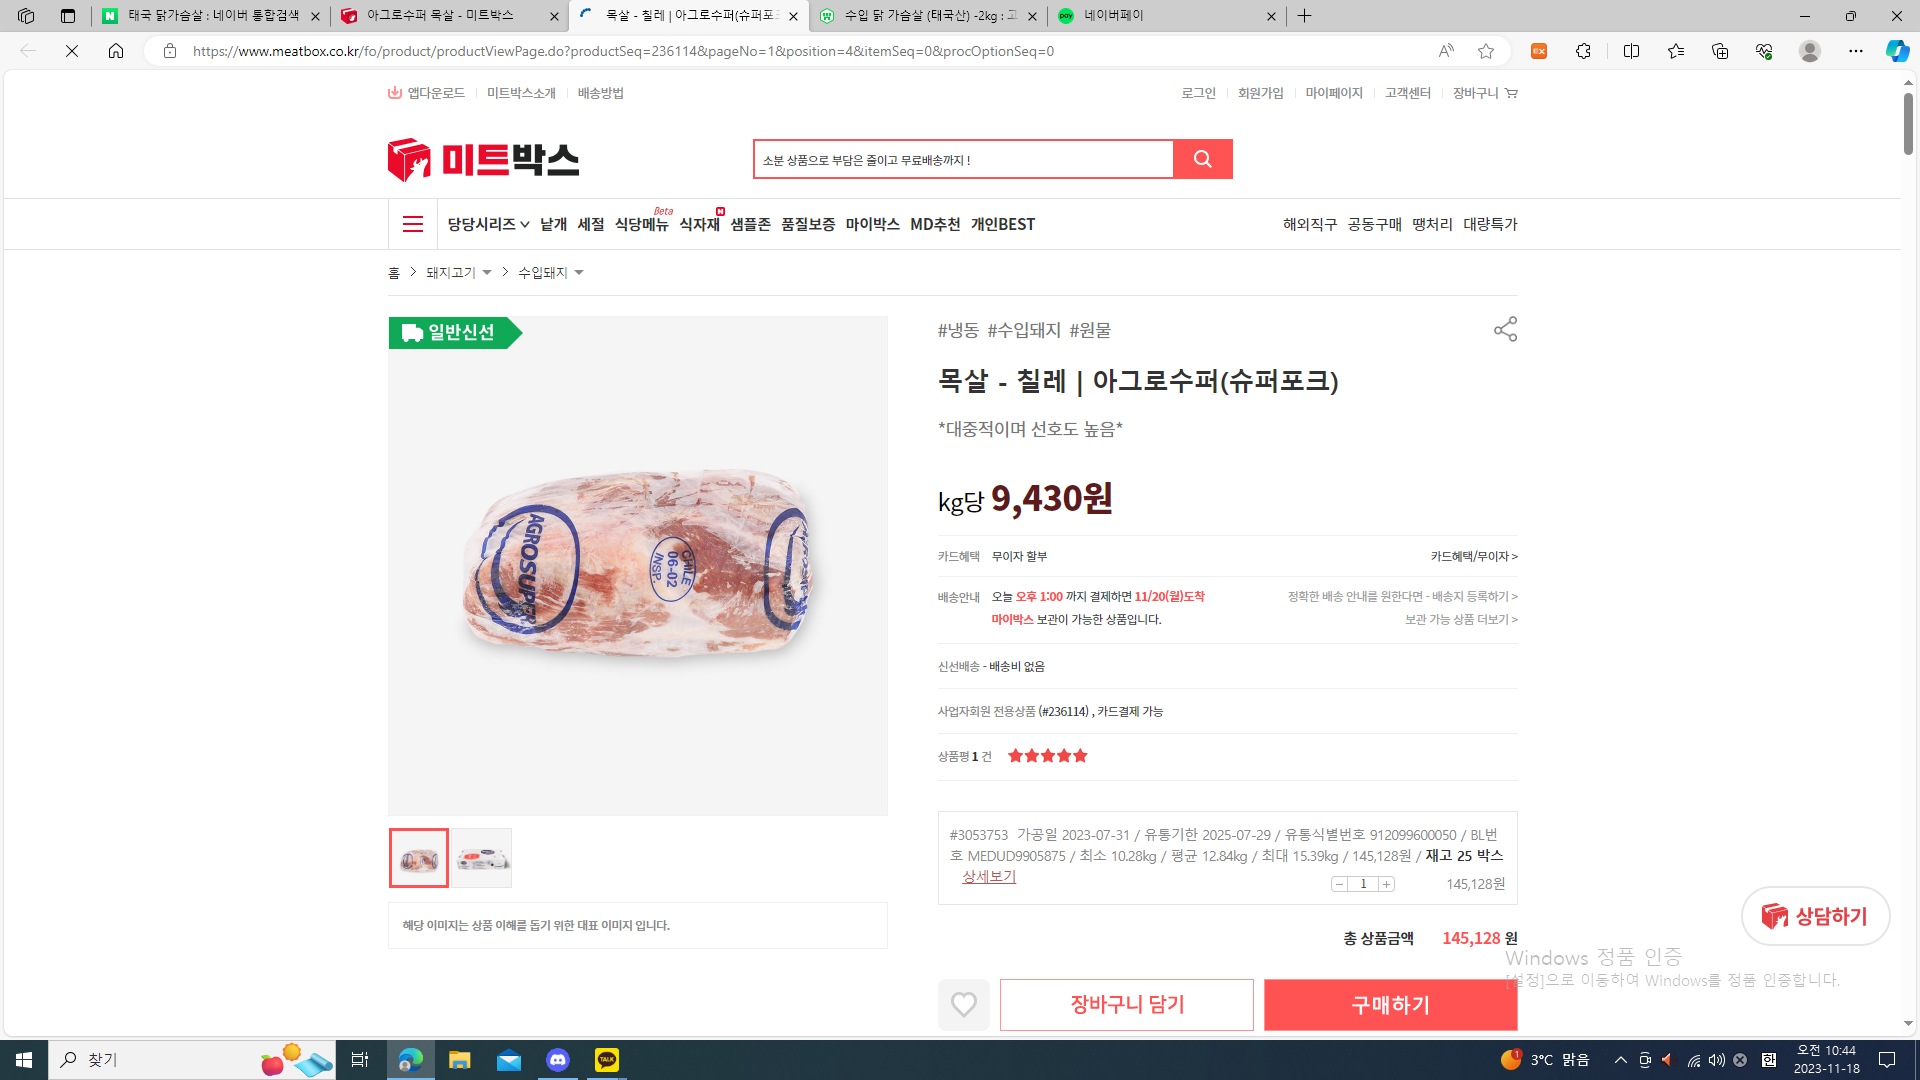 태국 닭가슴살 : 네이버 통합검색
아그로수퍼 목살 - 미트박스
목살 - 칠레 | 아그로수퍼(슈퍼포크
수입 닭 가슴살 (태국산) -2kg : 고
pay 네이버페이
https://www.meatbox.co.kr/fo/product/productViewPage.do?productSeq=236114&pageNo=1&position=4&itemSeq=0&procOptionSeq=0
앱다운로드 미트박스소개 배송방법
로그인 회원가입 마이페이지 고객센터 장바구니
미트박스
소분 상품으로 부담은 줄이고 무료배송까지 !
당당시리즈 낱개 세절 식당메뉴 Beta 식자재 N 샘플존 품질보증 마이박스 MD추천 개인BEST
해외직구 공동구매 땡처리 대량특가
홈 > 돼지고기 > 수입돼지
일반신선
AGROSUPER
CHILE
06-02
INSP.
해당 이미지는 상품 이해를 돕기 위한 대표 이미지 입니다.
#냉동 #수입돼지 #원물
목살 - 칠레 | 아그로수퍼(슈퍼포크)
*대중적이며 선호도 높음*
kg당 9,430원
카드혜택 무이자 할부 카드혜택/무이자 >
배송안내 오늘 오후 1:00 까지 결제하면 11/20(월)도착 정확한 배송 안내를 원한다면 - 배송지 등록하기 >
마이박스 보관이 가능한 상품입니다. 보관 가능 상품 더보기 >
신선배송 - 배송비 없음
사업자회원 전용상품 (#236114) , 카드결제 가능
상품평 1 건
#3053753 가공일 2023-07-31 / 유통기한 2025-07-29 / 유통식별번호 912099600050 / BL번
호 MEDUD9905875 / 최소 10.28kg / 평균 12.84kg / 최대 15.39kg / 145,128원 / 재고 25 박스
상세보기
1 145,128원
총 상품금액 145,128 원
장바구니 담기 구매하기
상담하기
Windows 정품 인증
[설정]으로 이동하여 Windows를 정품 인증합니다.
찾기
TALK
1 3°C 맑음
한
오전 10:44
2023-11-18